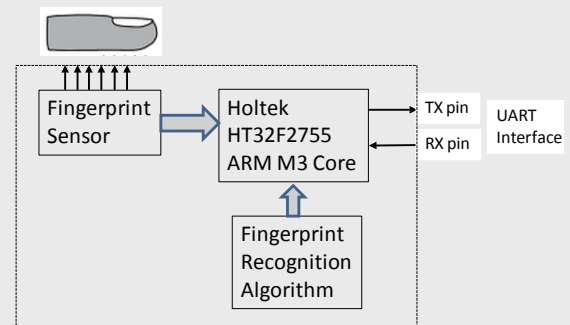 Fingerprint
Sensor
Holtek
HT32F2755
ARM M3 Core
TX pin
RX pin
UART
Interface
Fingerprint
Recognition
Algorithm